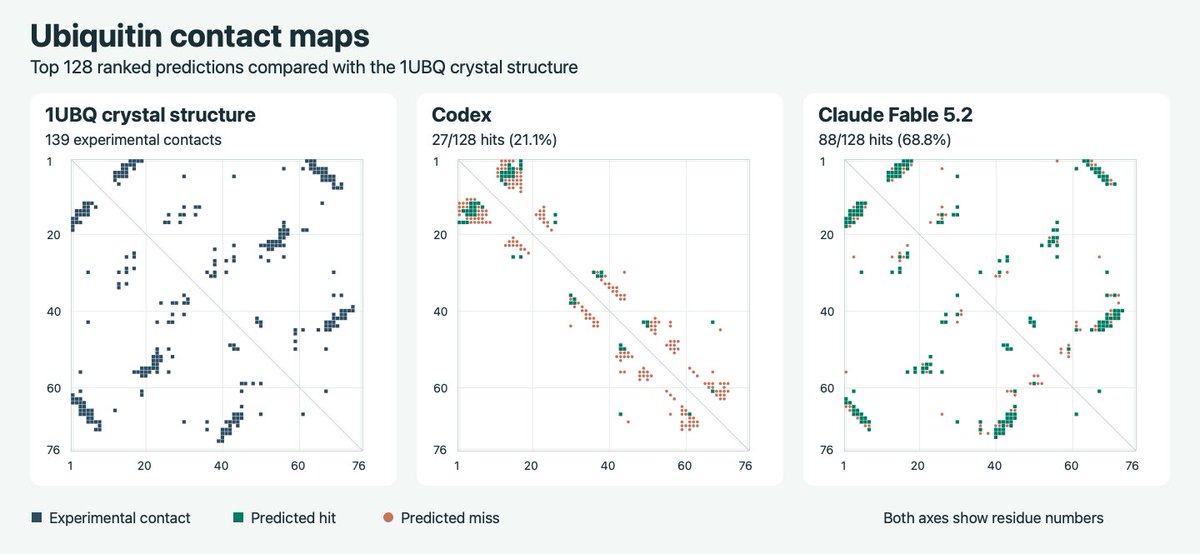 Ubiquitin contact maps
Top 128 ranked predictions compared with the 1UBQ crystal structure
1UBQ crystal structure
139 experimental contacts
1
20
40
60
76
1
20
40
60
76
Codex
27/128 hits (21.1%)
1
20
40
60
76
1
20
40
60
76
Claude Fable 5.2
88/128 hits (68.8%)
1
20
40
60
76
1
20
40
60
76
Experimental contact
Predicted hit
Predicted miss
Both axes show residue numbers